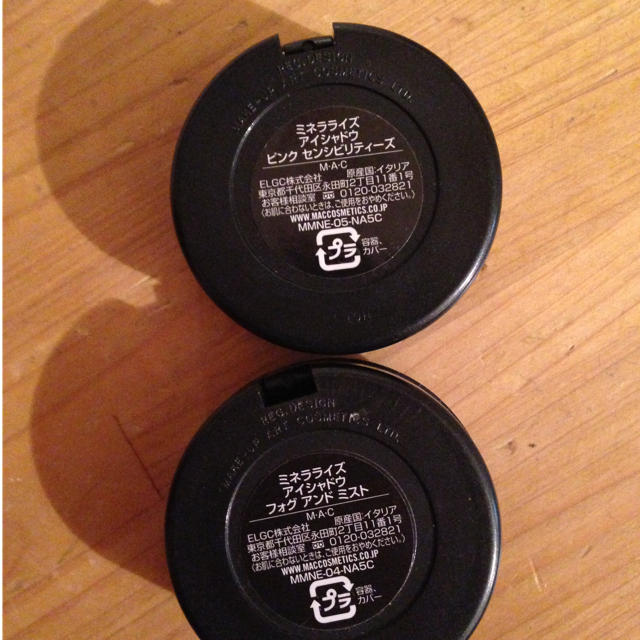 REG.DESIGN
MAKE-UP ART COSMETICS LTD.
ミネラライズ
アイシャドウ
ピンク センシビリティーズ
M·A·C
ELGC株式会社 原産国:イタリア
東京都千代田区永田町2丁目11番1号
お客様相談室 0120-032821
(お肌に合わないときは、ご使用をおやめください。)
WWW.MACCOSMETICS.CO.JP
MMNE-05-NA5C
プラ
容器、
カバー
REG.DESIGN
MAKE-UP ART COSMETICS LTD.
ミネラライズ
アイシャドウ
フォグ アンド ミスト
M·A·C
ELGC株式会社 原産国:イタリア
東京都千代田区永田町2丁目11番1号
お客様相談室 0120-032821
(お肌に合わないときは、ご使用をおやめください。)
WWW.MACCOSMETICS.CO.JP
MMNE-04-NA5C
プラ
容器、
カバー